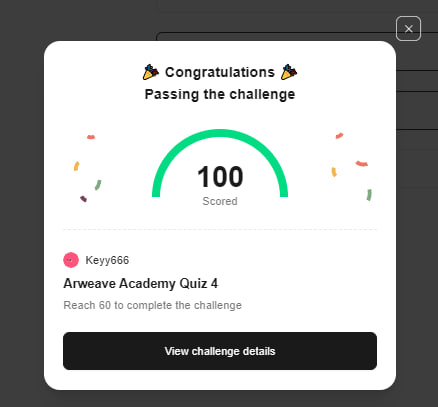 Congratulations
Passing the challenge
100
Scored
Keyy666
Arweave Academy Quiz 4
Reach 60 to complete the challenge
View challenge details